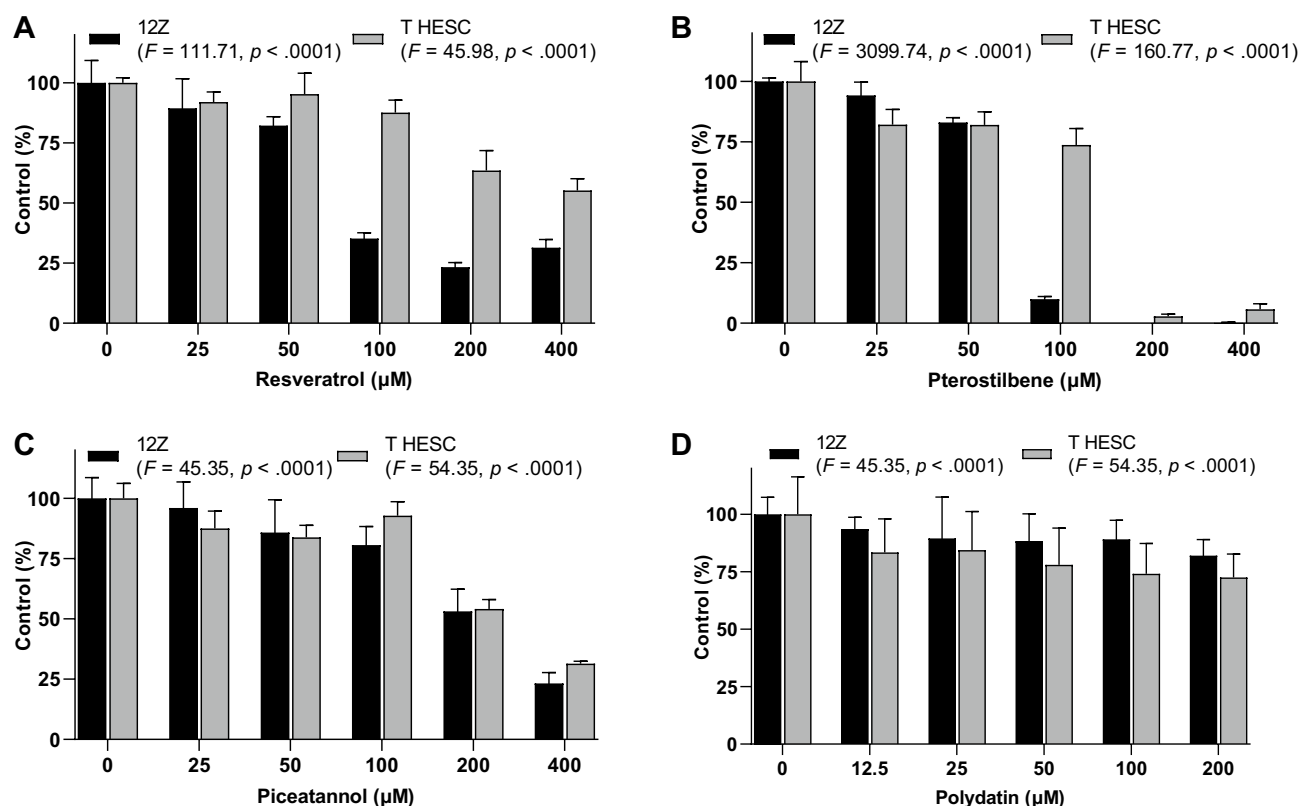 A
12Z
(F = 111.71, p < .0001)
T HESC
(F = 45.98, p < .0001)
Control (%)
100
75
50
25
0
0 25 50 100 200 400
Resveratrol (µM)
B
12Z
(F = 3099.74, p < .0001)
T HESC
(F = 160.77, p < .0001)
Control (%)
100
75
50
25
0
0 25 50 100 200 400
Pterostilbene (µM)
C
12Z
(F = 45.35, p < .0001)
T HESC
(F = 54.35, p < .0001)
Control (%)
100
75
50
25
0
0 25 50 100 200 400
Piceatannol (µM)
D
12Z
(F = 45.35, p < .0001)
T HESC
(F = 54.35, p < .0001)
Control (%)
100
75
50
25
0
0 12.5 25 50 100 200
Polydatin (µM)